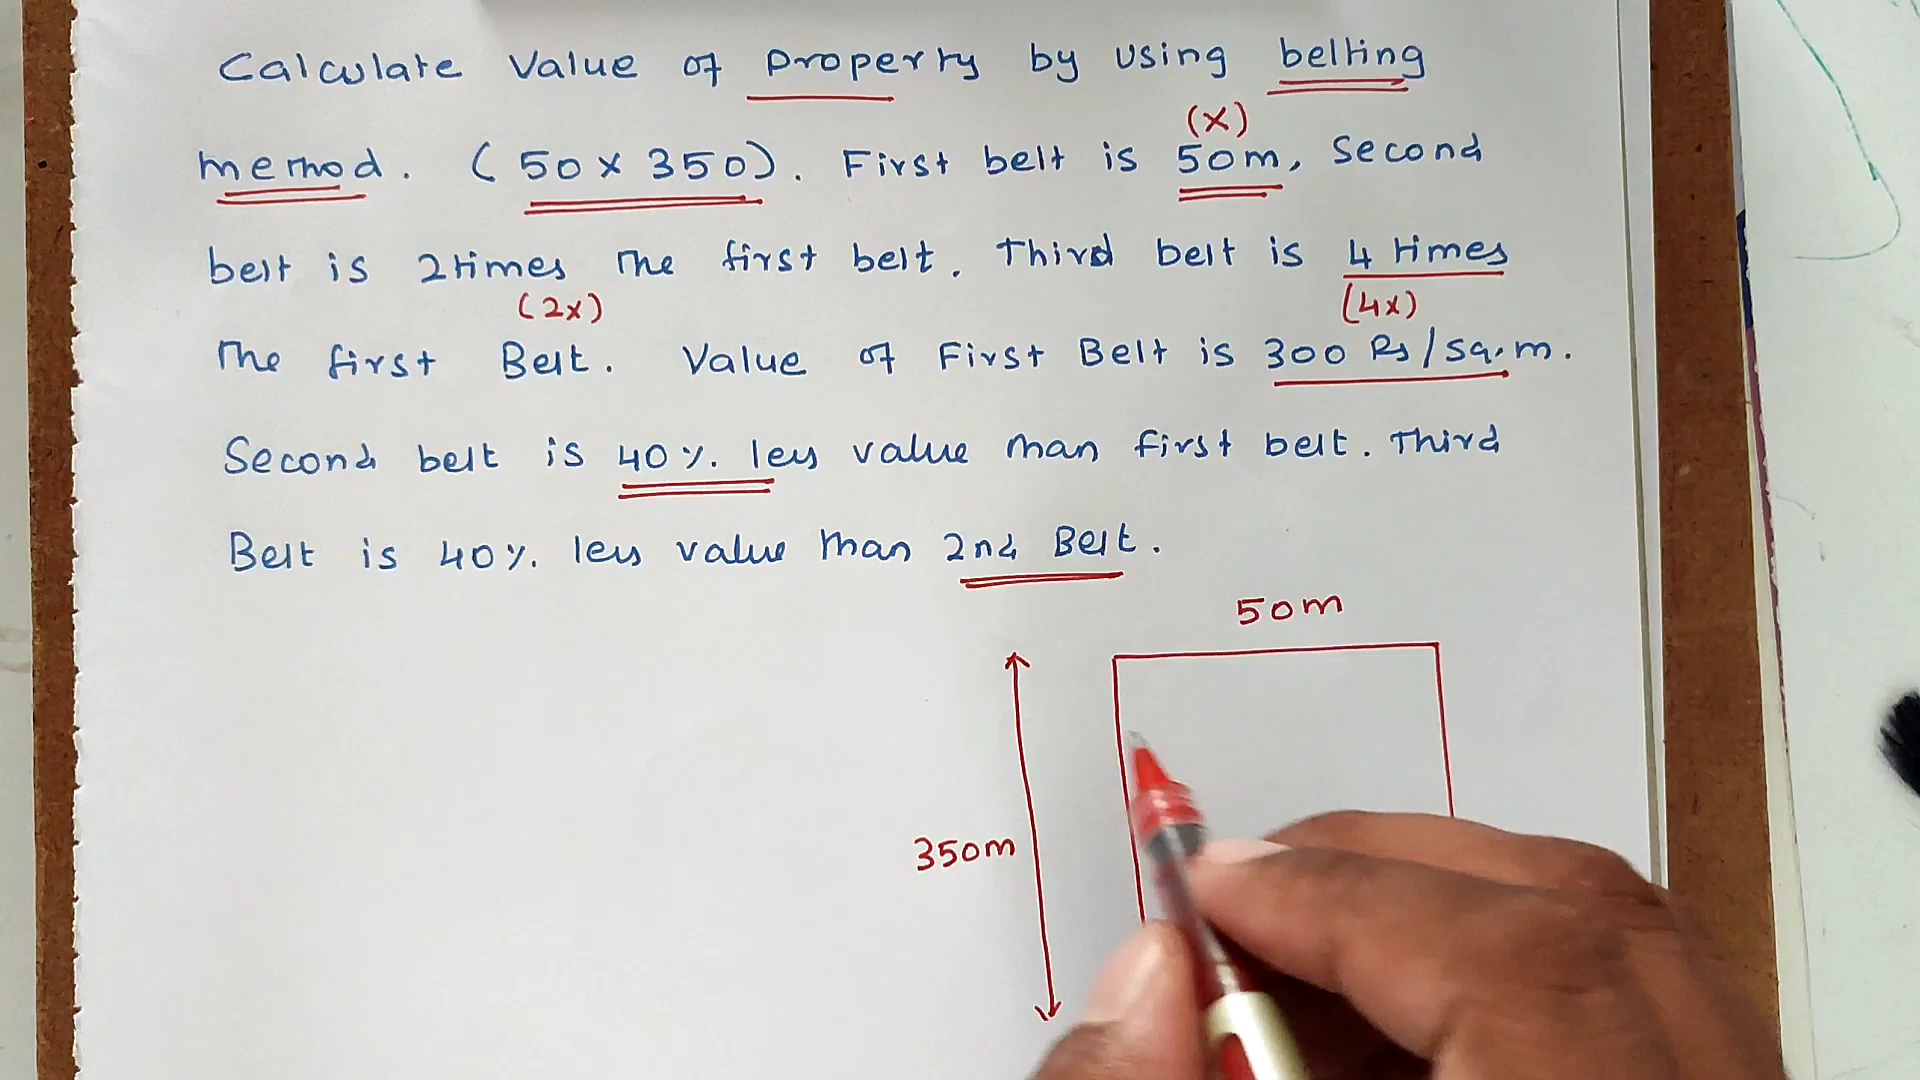 Calculate Value of property by using belting
(x)
method. (50 x 350). First belt is 50m, Second
belt is 2times The first belt. Third belt is 4 times
(2x) (4x)
The first Belt. Value of First Belt is 300 Rs/sq.m.
Second belt is 40%. less value than first belt. Third
Belt is 40%. less value than 2nd Belt.
50m
350m